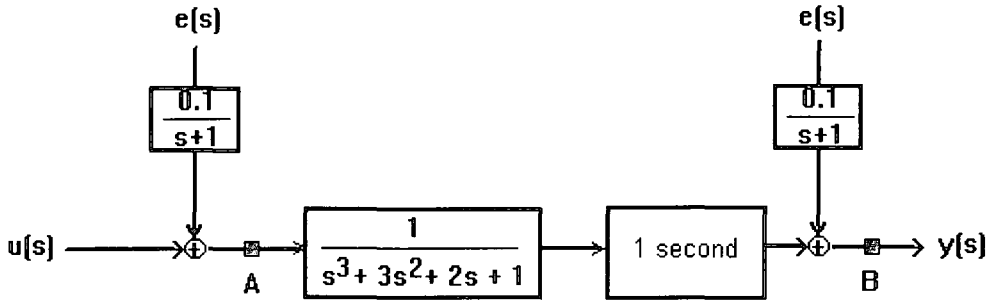 e(s)
e(s)
0.1
s+1
0.1
s+1
u(s)
A
1
s³ + 3s² + 2s + 1
1 second
B
y(s)